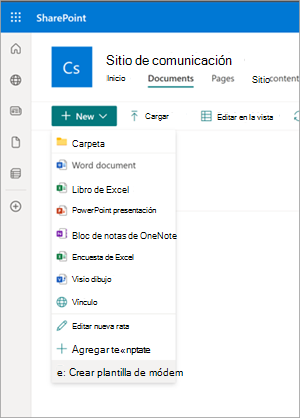 SharePoint
Cs
Sitio de comunicación
Inicio Documents Pages Sitio content
+ New Cargar Editar en la vista
Carpeta
Word document
Libro de Excel
PowerPoint presentación
Bloc de notas de OneNote
Encuesta de Excel
Visio dibujo
Vínculo
Editar nueva rata
+ Agregar te«nptate
e: Crear plantilla de módem